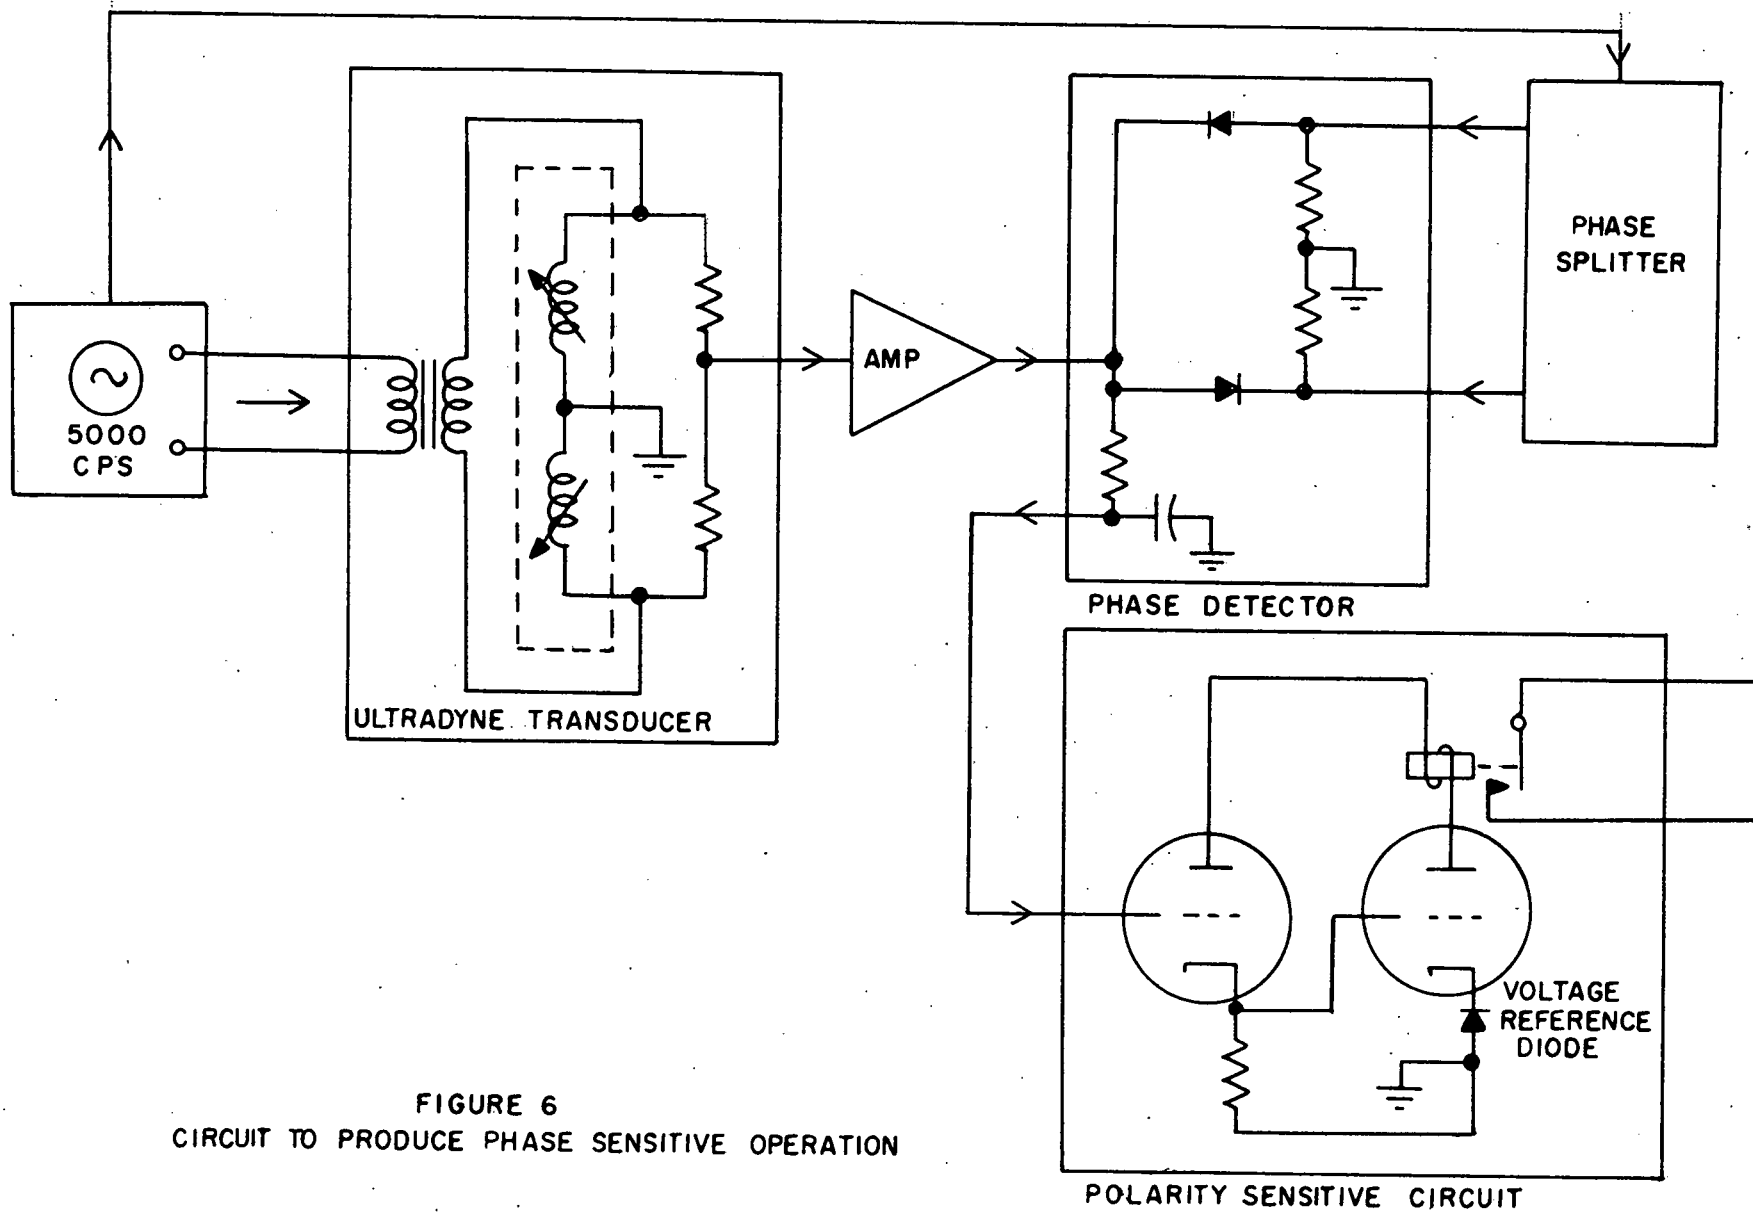 PHASE
SPLITTER
AMP
5000
CPS
PHASE DETECTOR
ULTRADYNE TRANSDUCER
VOLTAGE
REFERENCE
DIODE
FIGURE 6
CIRCUIT TO PRODUCE PHASE SENSITIVE OPERATION
POLARITY SENSITIVE CIRCUIT